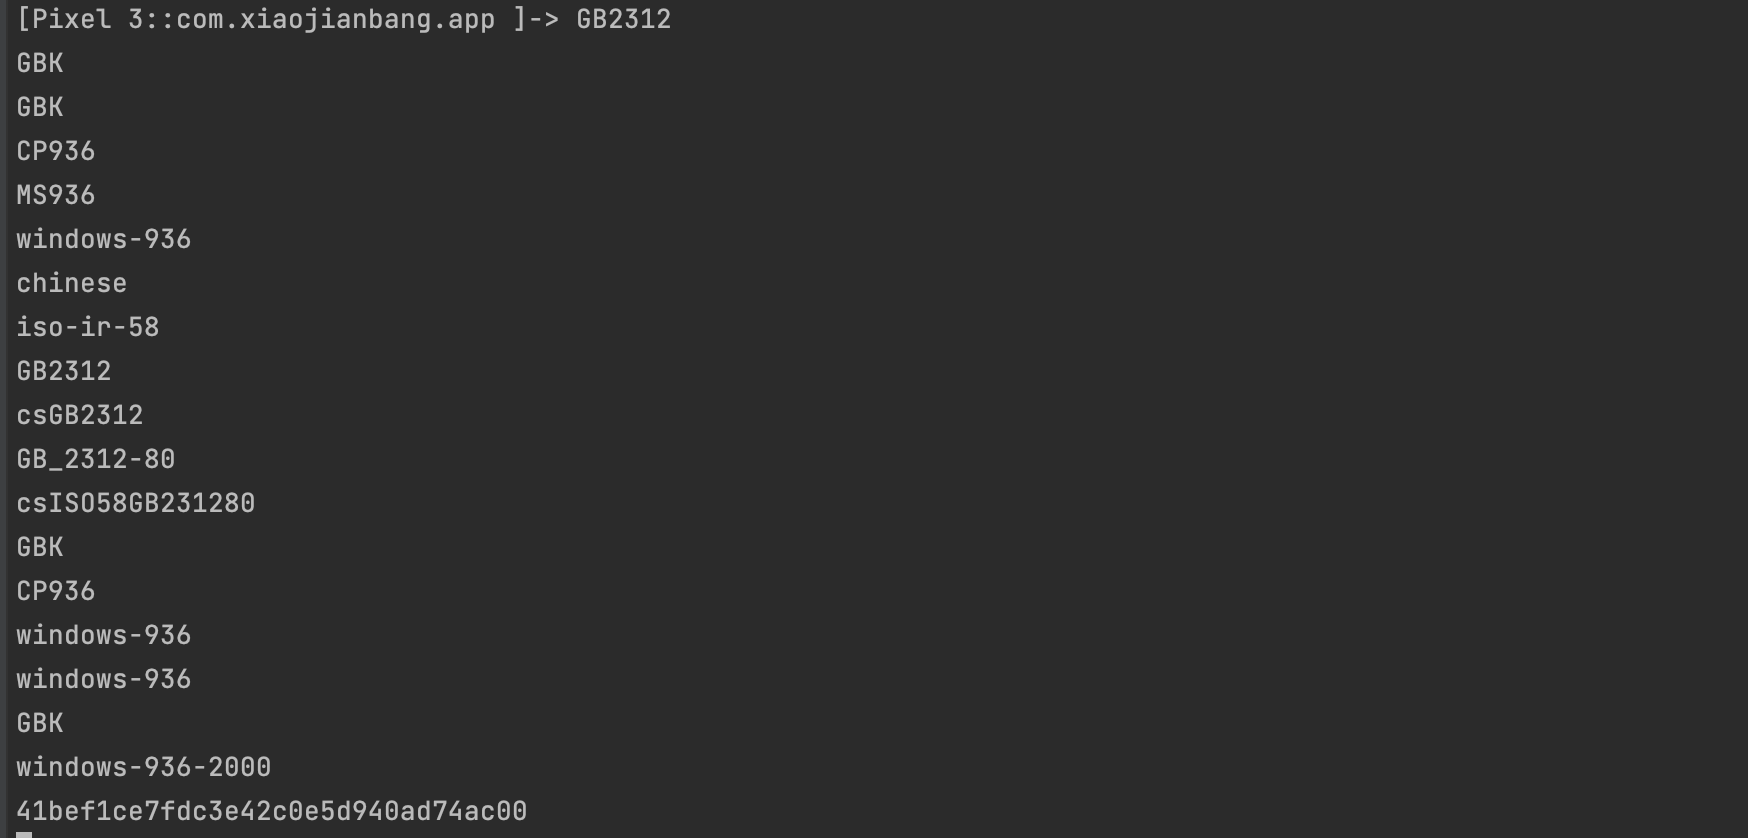 [Pixel 3::com.xiaojianbang.app ]-> GB2312
GBK
GBK
CP936
MS936
windows-936
chinese
iso-ir-58
GB2312
csGB2312
GB_2312-80
csISO58GB231280
GBK
CP936
windows-936
windows-936
GBK
windows-936-2000
41bef1ce7fdc3e42c0e5d940ad74ac00